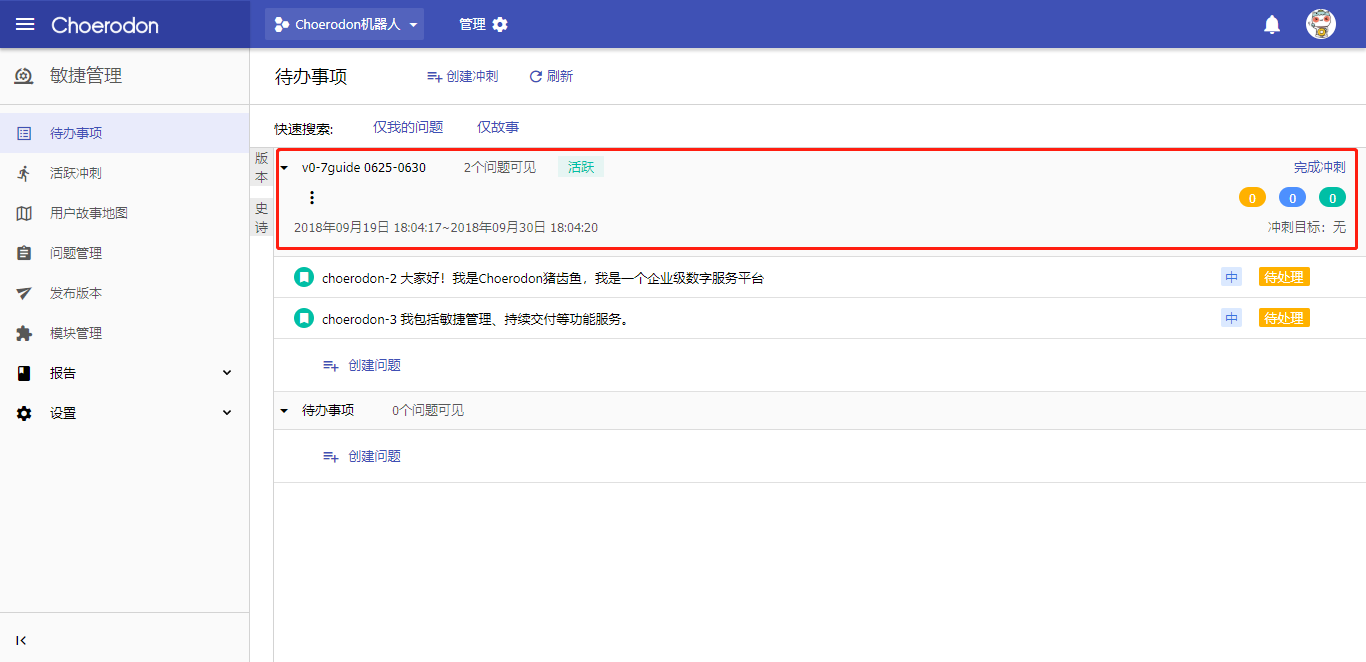 Choerodon
Choerodon机器人
管理
敏捷管理
待办事项
活跃冲刺
用户故事地图
问题管理
发布版本
模块管理
报告
设置
待办事项
创建冲刺
刷新
快速搜索:
仅我的问题
仅故事
版本
史诗
v0-7guide 0625-0630
2个问题可见
活跃
完成冲刺
0
0
0
2018年09月19日 18:04:17~2018年09月30日 18:04:20
冲刺目标：无
choerodon-2 大家好！我是Choerodon猪齿鱼，我是一个企业级数字服务平台
中
待处理
choerodon-3 我包括敏捷管理、持续交付等功能服务。
中
待处理
创建问题
待办事项
0个问题可见
创建问题